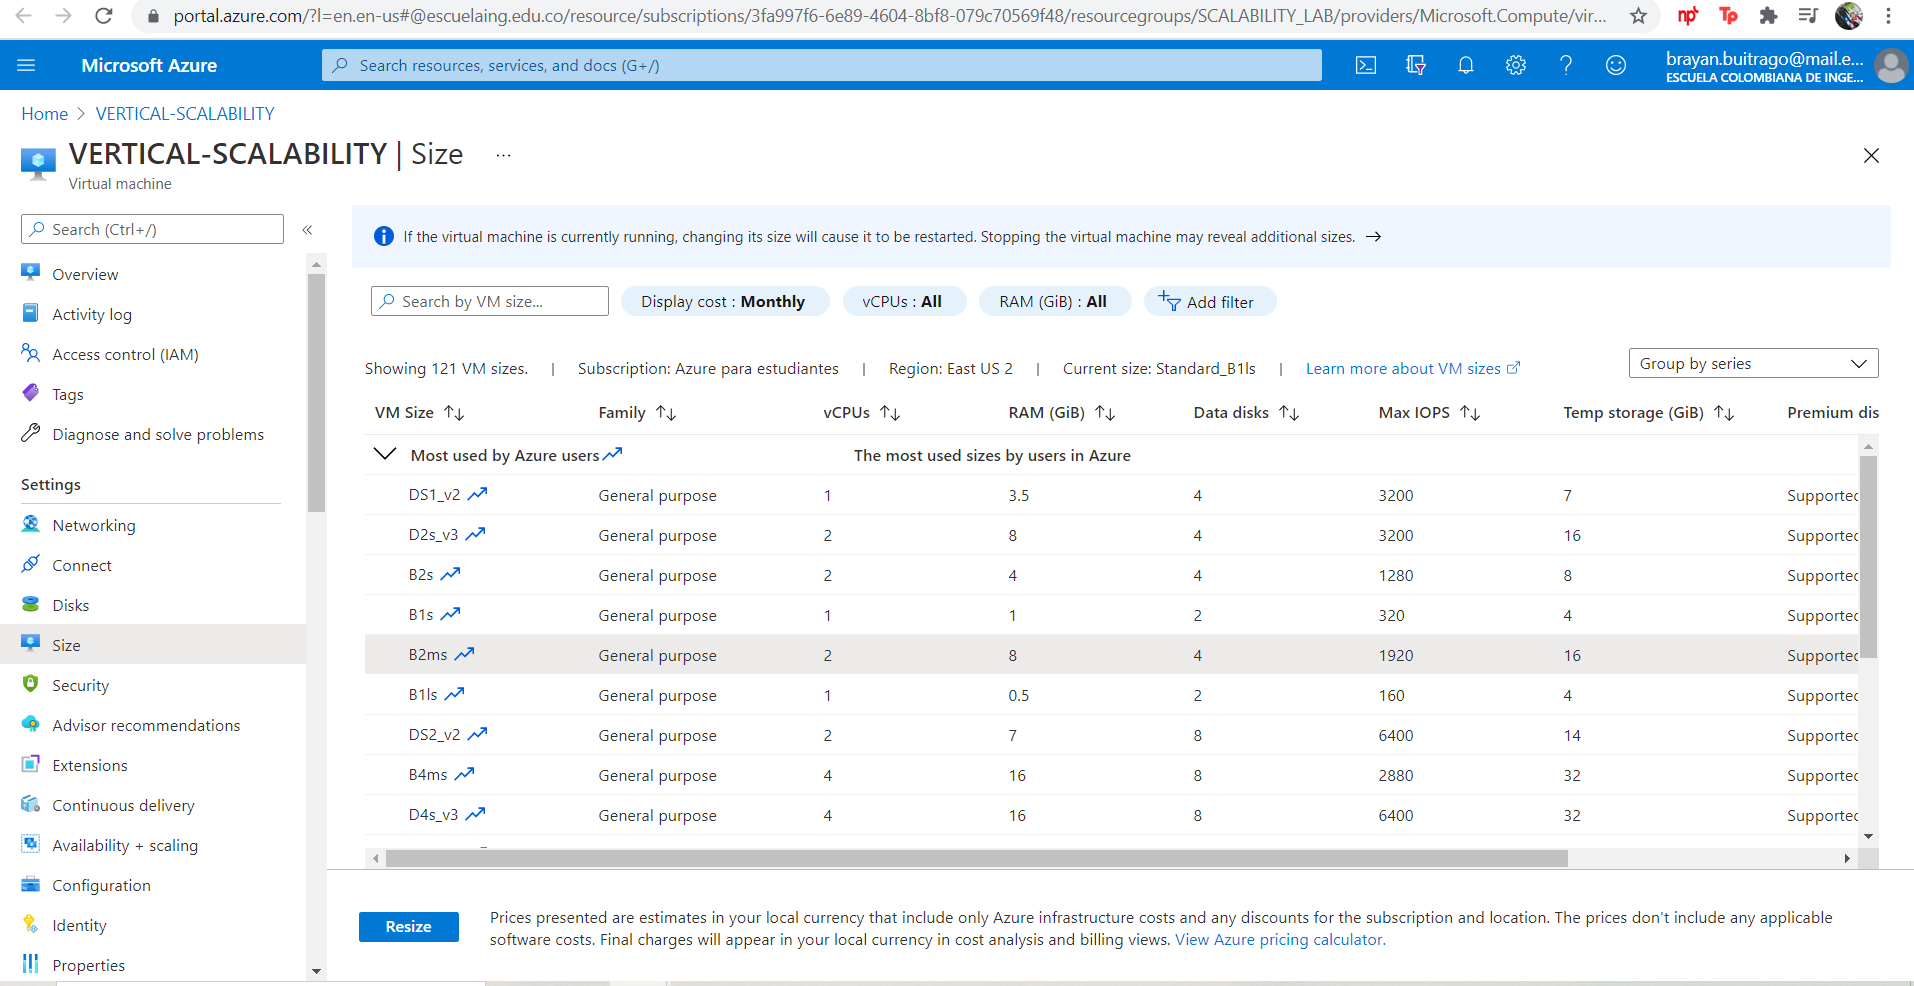 portal.azure.com/?l=en.en-us#@escuelaing.edu.co/resource/subscriptions/3fa997f6-6e89-4604-8bf8-079c70569f48/resourcegroups/SCALABILITY_LAB/providers/Microsoft.Compute/vir...
np
Tp
Microsoft Azure
Search resources, services, and docs (G+/)
brayan.buitrago@mail.e...
ESCUELA COLOMBIANA DE INGE...
Home > VERTICAL-SCALABILITY
VERTICAL-SCALABILITY | Size ...
Virtual machine
Search (Ctrl+/) «
Overview
Activity log
Access control (IAM)
Tags
Diagnose and solve problems
Settings
Networking
Connect
Disks
Size
Security
Advisor recommendations
Extensions
Continuous delivery
Availability + scaling
Configuration
Identity
Properties
If the virtual machine is currently running, changing its size will cause it to be restarted. Stopping the virtual machine may reveal additional sizes. →
Search by VM size... Display cost : Monthly vCPUs : All RAM (GiB) : All Add filter
Showing 121 VM sizes. | Subscription: Azure para estudiantes | Region: East US 2 | Current size: Standard_B1ls | Learn more about VM sizes
Group by series
VM Size ↑↓ Family ↑↓ vCPUs ↑↓ RAM (GiB) ↑↓ Data disks ↑↓ Max IOPS ↑↓ Temp storage (GiB) ↑↓ Premium dis
Most used by Azure users The most used sizes by users in Azure
DS1_v2 General purpose 1 3.5 4 3200 7 Supported
D2s_v3 General purpose 2 8 4 3200 16 Supported
B2s General purpose 2 4 4 1280 8 Supported
B1s General purpose 1 1 2 320 4 Supported
B2ms General purpose 2 8 4 1920 16 Supported
B1ls General purpose 1 0.5 2 160 4 Supported
DS2_v2 General purpose 2 7 8 6400 14 Supported
B4ms General purpose 4 16 8 2880 32 Supported
D4s_v3 General purpose 4 16 8 6400 32 Supported
Resize
Prices presented are estimates in your local currency that include only Azure infrastructure costs and any discounts for the subscription and location. The prices don't include any applicable
software costs. Final charges will appear in your local currency in cost analysis and billing views. View Azure pricing calculator.